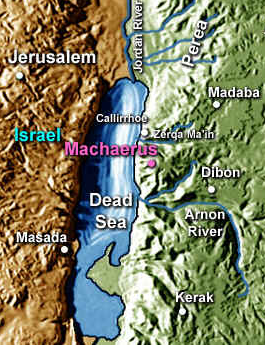 Jordan River
Perea
Jerusalem
Madaba
Callirrhoe
Zerqa Ma'in
Israel
Machaerus
Dibon
Dead
Sea
Arnon
River
Masada
Kerak